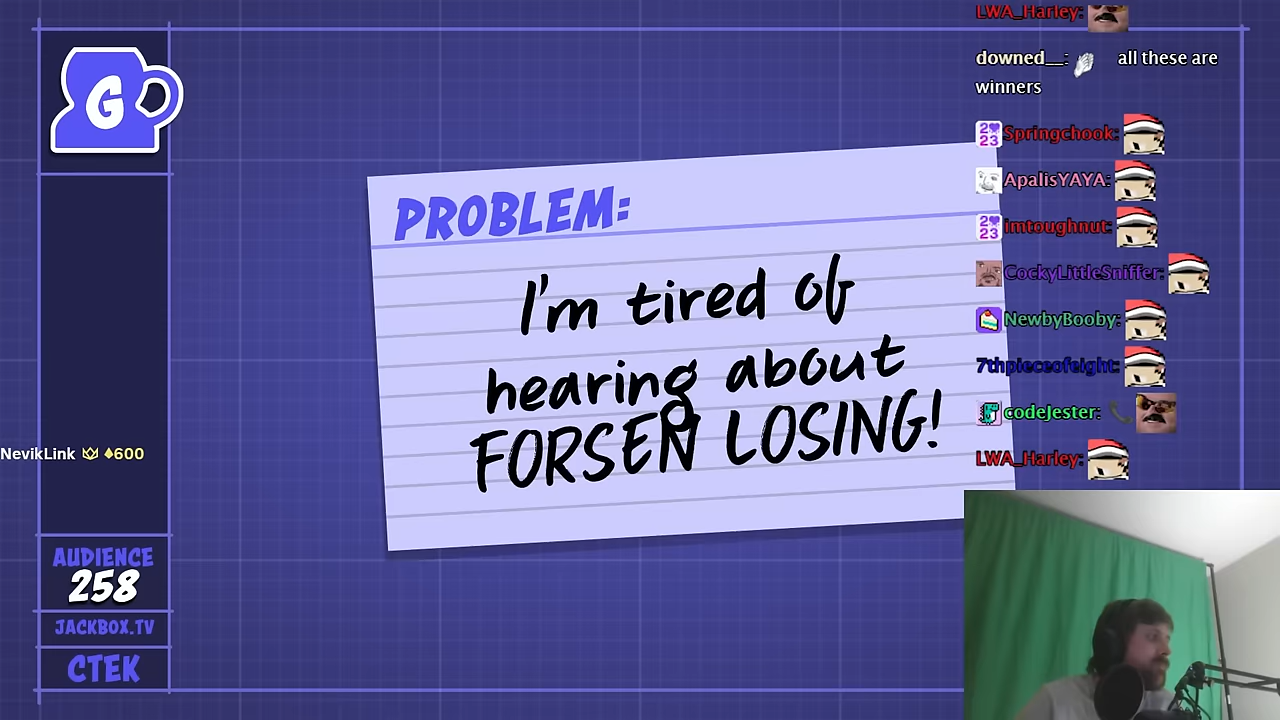 G
PROBLEM:
I'm tired of
hearing about
FORSEN LOSING!
NevikLink 600
AUDIENCE
258
JACKBOX.TV
CTEK
LWA_Harley:
downed__: all these are
winners
Springchook:
ApalisYAYA:
imtoughnut:
CockyLittleSniffer:
NewbyBooby:
7thpieceofeight:
codeJester:
LWA_Harley: